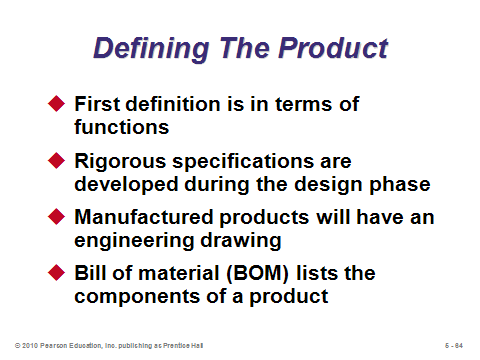 Defining The Product
First definition is in terms of
functions
Rigorous specifications are
developed during the design phase
Manufactured products will have an
engineering drawing
Bill of material (BOM) lists the
components of a product
© 2010 Pearson Education, Inc. publishing as Prentice Hall
5 - 64